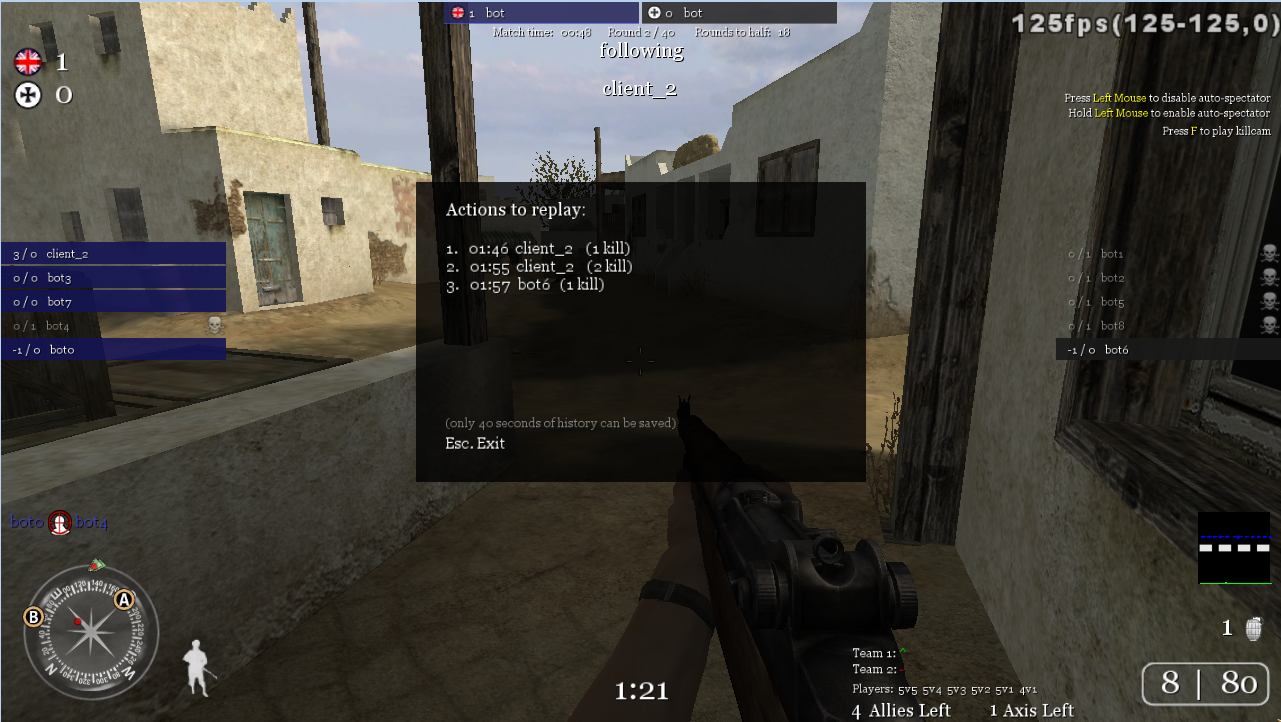 1 bot
0 bot
125fps(125-125,0)
Match time: 00:48 Round 2 / 40 Rounds to half: 18
following
client_2
1
0
Press Left Mouse to disable auto-spectator
Hold Left Mouse to enable auto-spectator
Press F to play killcam
Actions to replay:
1. 01:46 client_2 (1 kill)
2. 01:55 client_2 (2 kill)
3. 01:57 bot6 (1 kill)
(only 40 seconds of history can be saved)
Esc. Exit
3 / 0 client_2
0 / 0 bot3
0 / 0 bot7
0 / 1 bot4
-1 / 0 bot0
0 / 1 bot1
0 / 1 bot2
0 / 1 bot5
0 / 1 bot8
-1 / 0 bot6
bot0 bot4
A
B
N
W
1
Team 1:
Team 2:
Players: 5v5 5v4 5v3 5v2 5v1 4v1
4 Allies Left 1 Axis Left
1:21
8 | 80